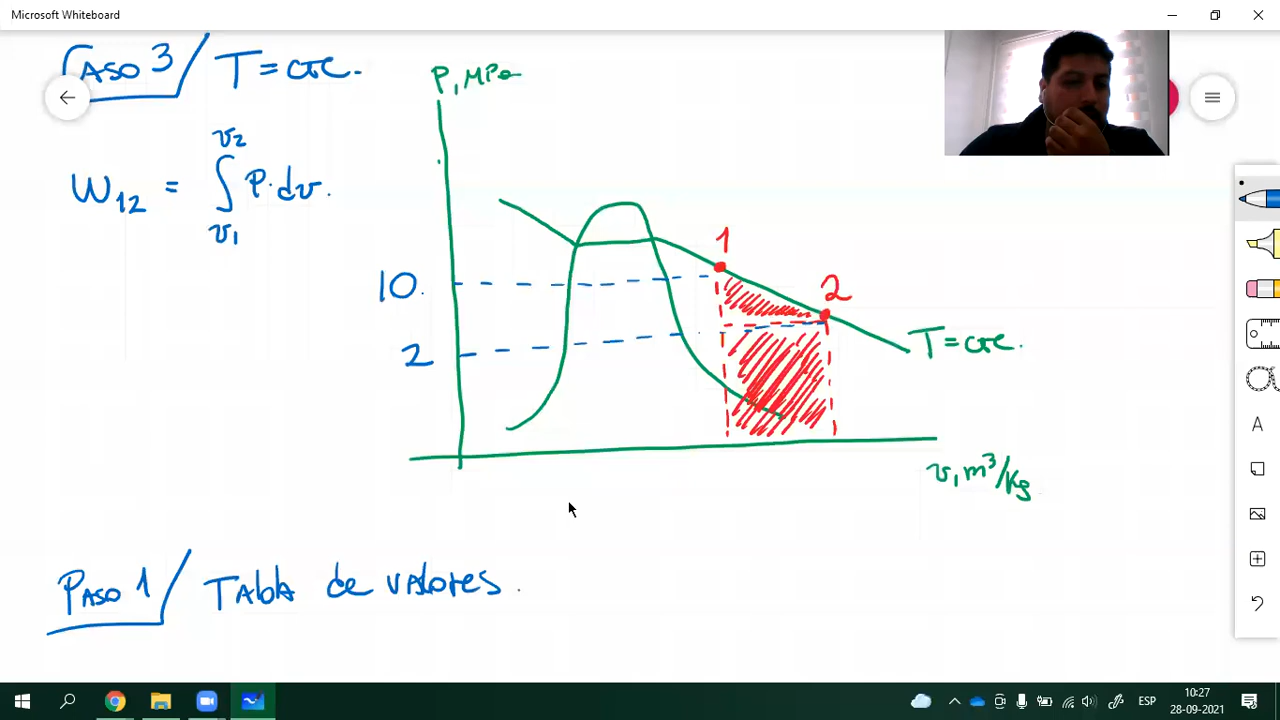 Microsoft Whiteboard
CASO 3 / T = cte.
P, MPa
W12 = ∫ P·dv.
v2
v1
1
2
10.
2
T = cte.
v, m³/Kg
PASO 1 / TABLA de valores.
A
ESP
10:27
28-09-2021